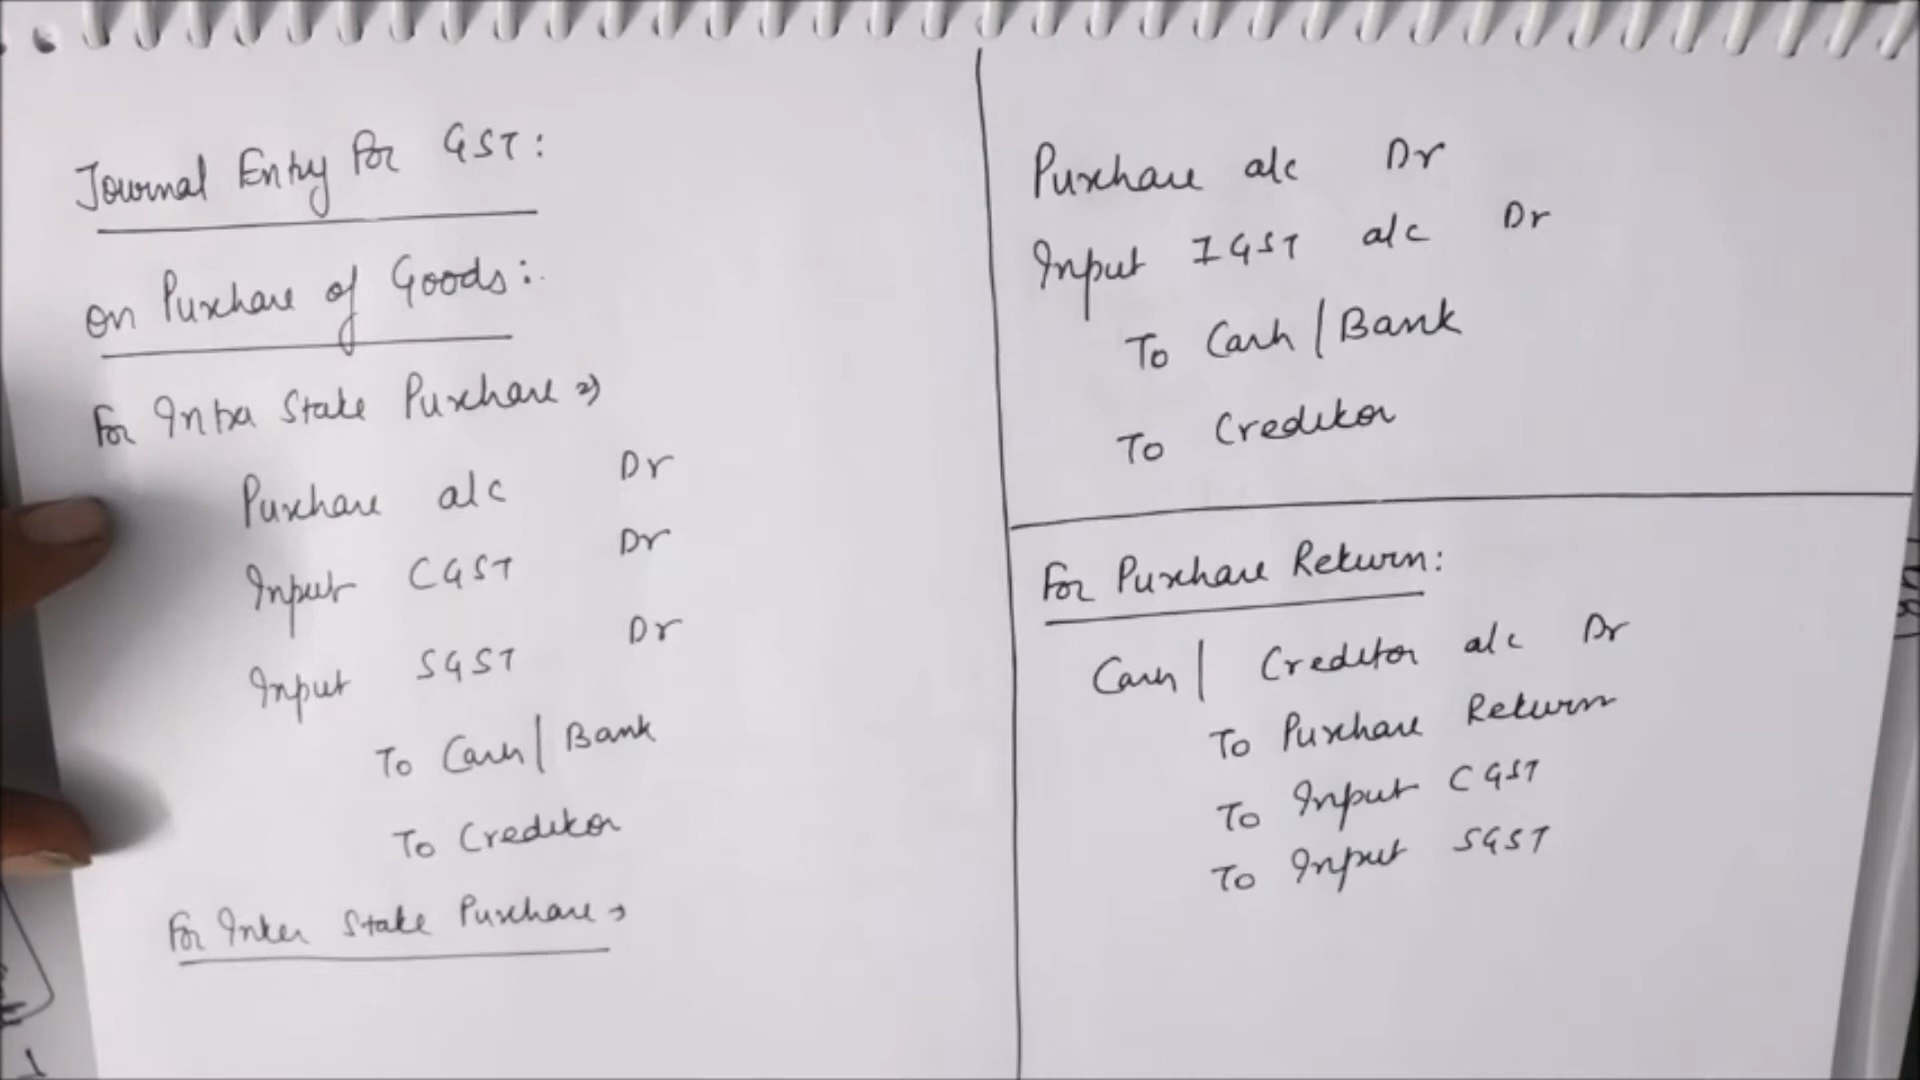 Journal Entry For GST:
on Purchase of Goods:
For Intra State Purchase →
Purchase a/c Dr
Input CGST Dr
Input SGST Dr
To Cash/Bank
To Creditor
For Inter State Purchase →
Purchase a/c Dr
Input IGST a/c Dr
To Cash/Bank
To Creditor
For Purchase Return:
Cash/Creditor a/c Dr
To Purchase Return
To Input CGST
To Input SGST